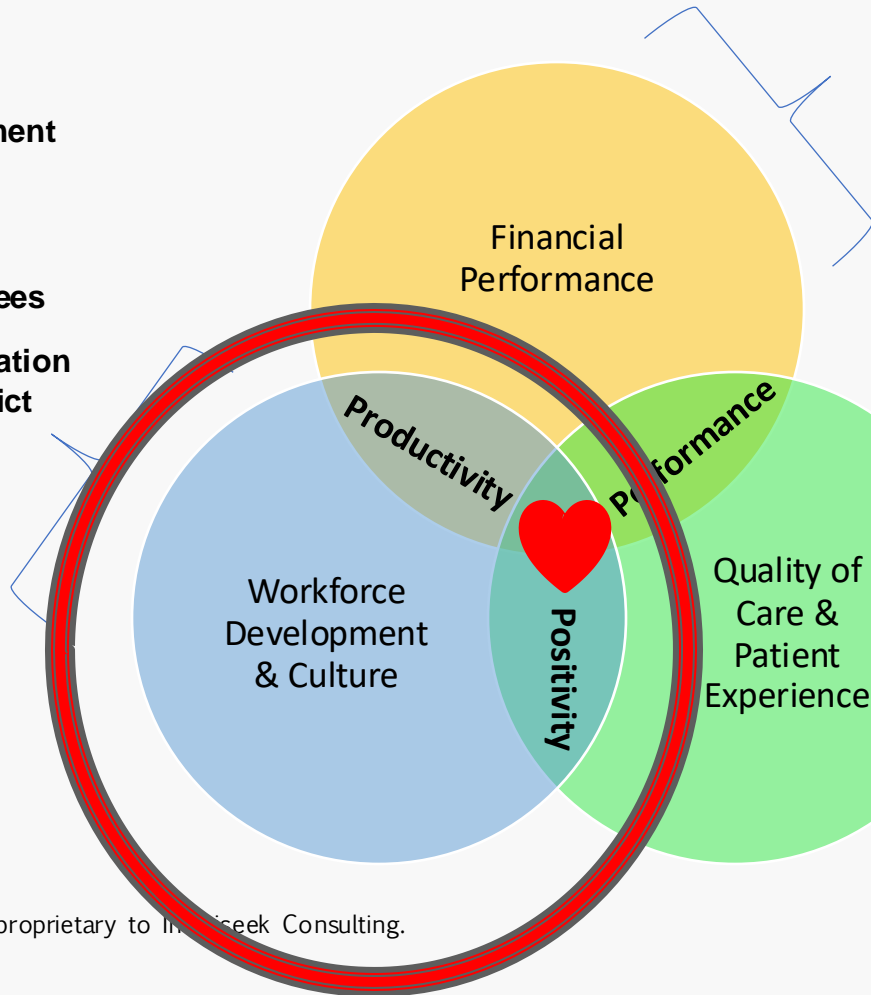 nent
ees
ation
ict
Financial
Performance
Productivity
Performance
Workforce
Development
& Culture
Positivity
Quality of
Care &
Patient
Experience
proprietary to Consulting.